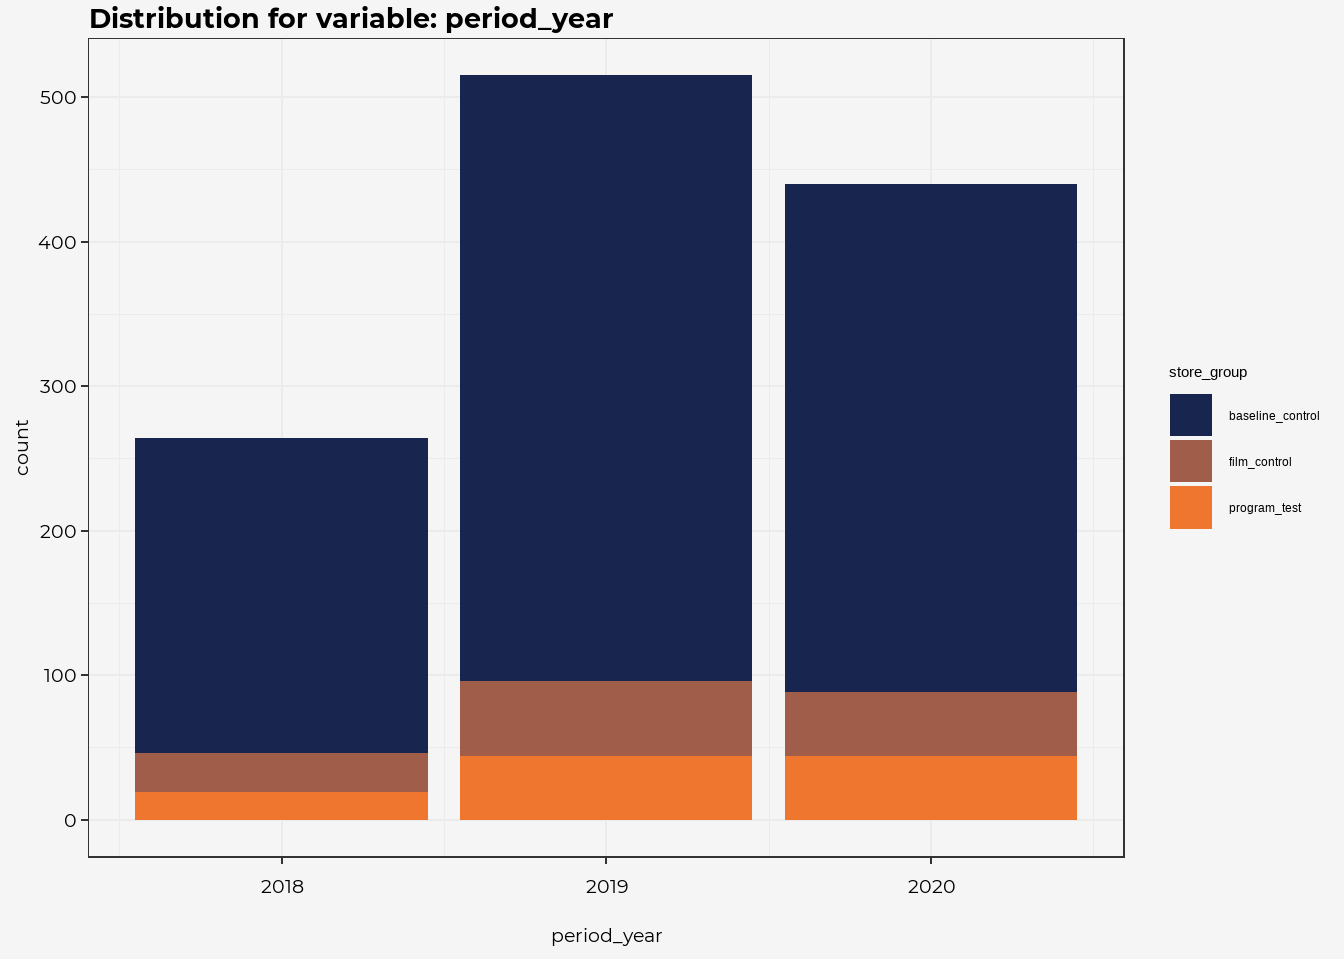 Distribution for variable: period_year
500
400
300
200
100
0
count
2018
2019
2020
period_year
store_group
baseline_control
film_control
program_test